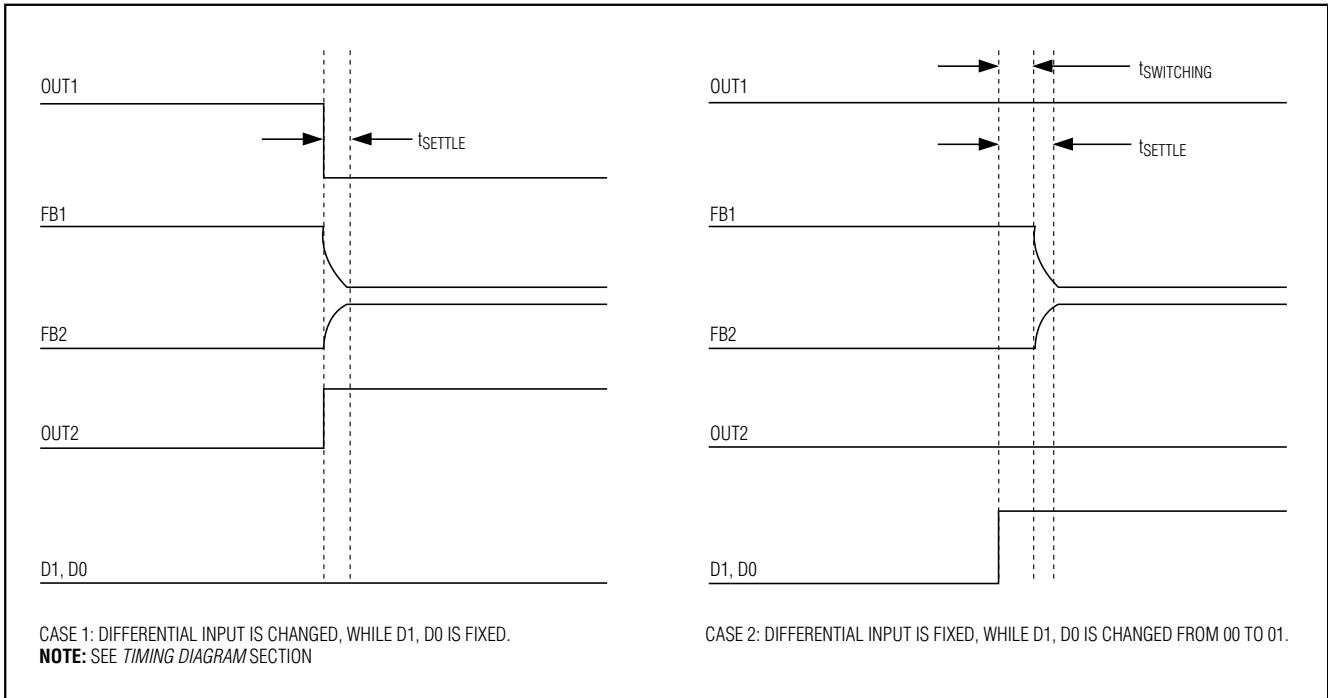 OUT1
tSETTLE
FB1
FB2
OUT2
D1, D0
CASE 1: DIFFERENTIAL INPUT IS CHANGED, WHILE D1, D0 IS FIXED.
NOTE: SEE TIMING DIAGRAM SECTION
tSWITCHING
OUT1
tSETTLE
FB1
FB2
OUT2
D1, D0
CASE 2: DIFFERENTIAL INPUT IS FIXED, WHILE D1, D0 IS CHANGED FROM 00 TO 01.